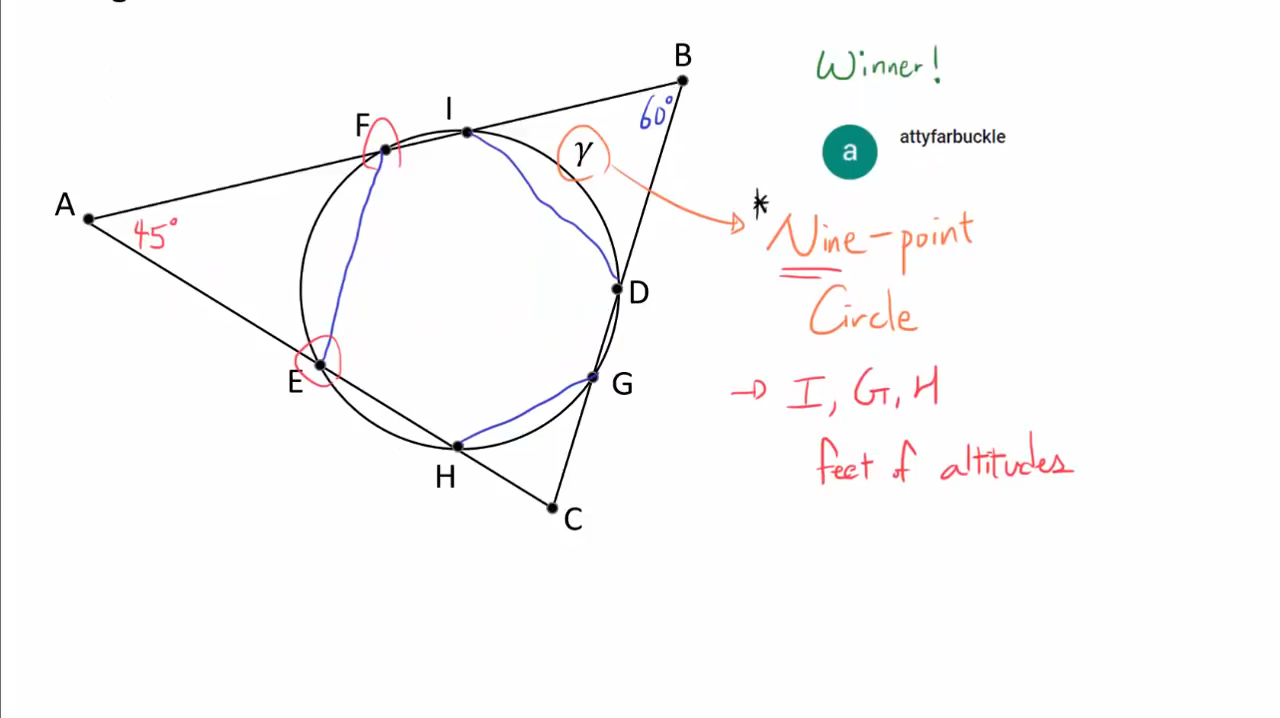 B
Winner!
I
F
60°
a
attyfarbuckle
γ
A
45°
*
Nine-point
Circle
D
E
G
→ I, G, H
H
feet of altitudes
C